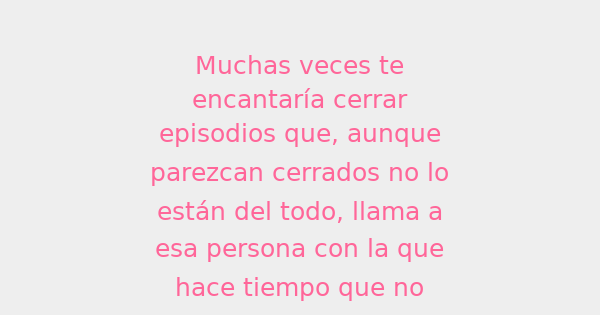 Muchas veces te
encantaría cerrar
episodios que, aunque
parezcan cerrados no lo
están del todo, llama a
esa persona con la que
hace tiempo que no